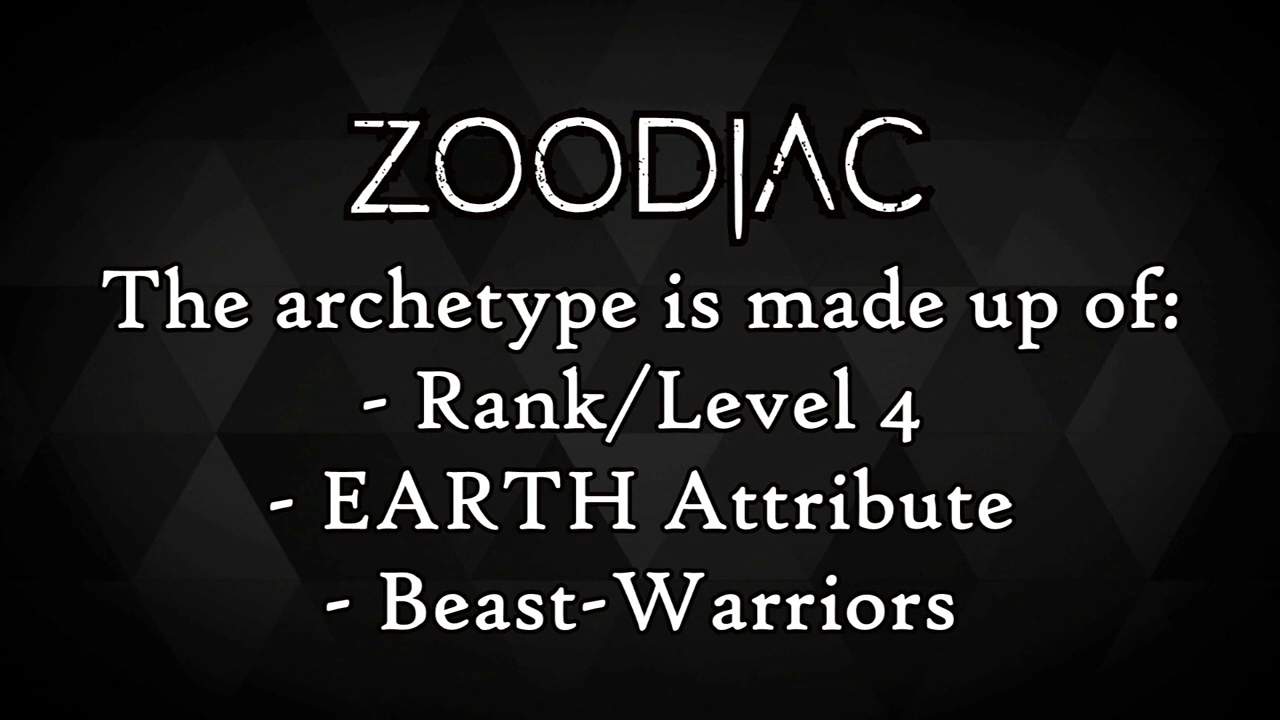 ZOODIAC
The archetype is made up of:
- Rank/Level 4
- EARTH Attribute
- Beast-Warriors